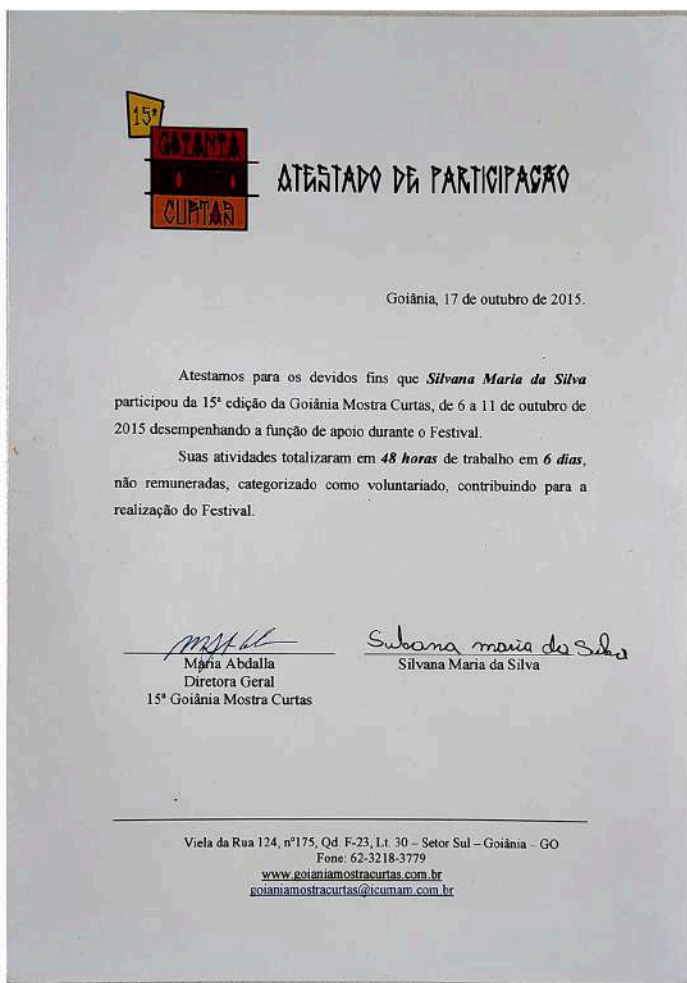 15ª
GOIÂNIA
MOSTRA
CURTAS
ATESTADO DE PARTICIPAÇÃO
Goiânia, 17 de outubro de 2015.
Atestamos para os devidos fins que Silvana Maria da Silva
participou da 15ª edição da Goiânia Mostra Curtas, de 6 a 11 de outubro de
2015 desempenhando a função de apoio durante o Festival.
Suas atividades totalizaram em 48 horas de trabalho em 6 dias,
não remuneradas, categorizado como voluntariado, contribuindo para a
realização do Festival.
Silvana maria da Silva
Maria Abdalla
Silvana Maria da Silva
Diretora Geral
15ª Goiânia Mostra Curtas
Viela da Rua 124, nº175, Qd. F-23, Lt. 30 – Setor Sul – Goiânia – GO
Fone: 62-3218-3779
www.goianiamostracurtas.com.br
goianiamostracurtas@icumam.com.br